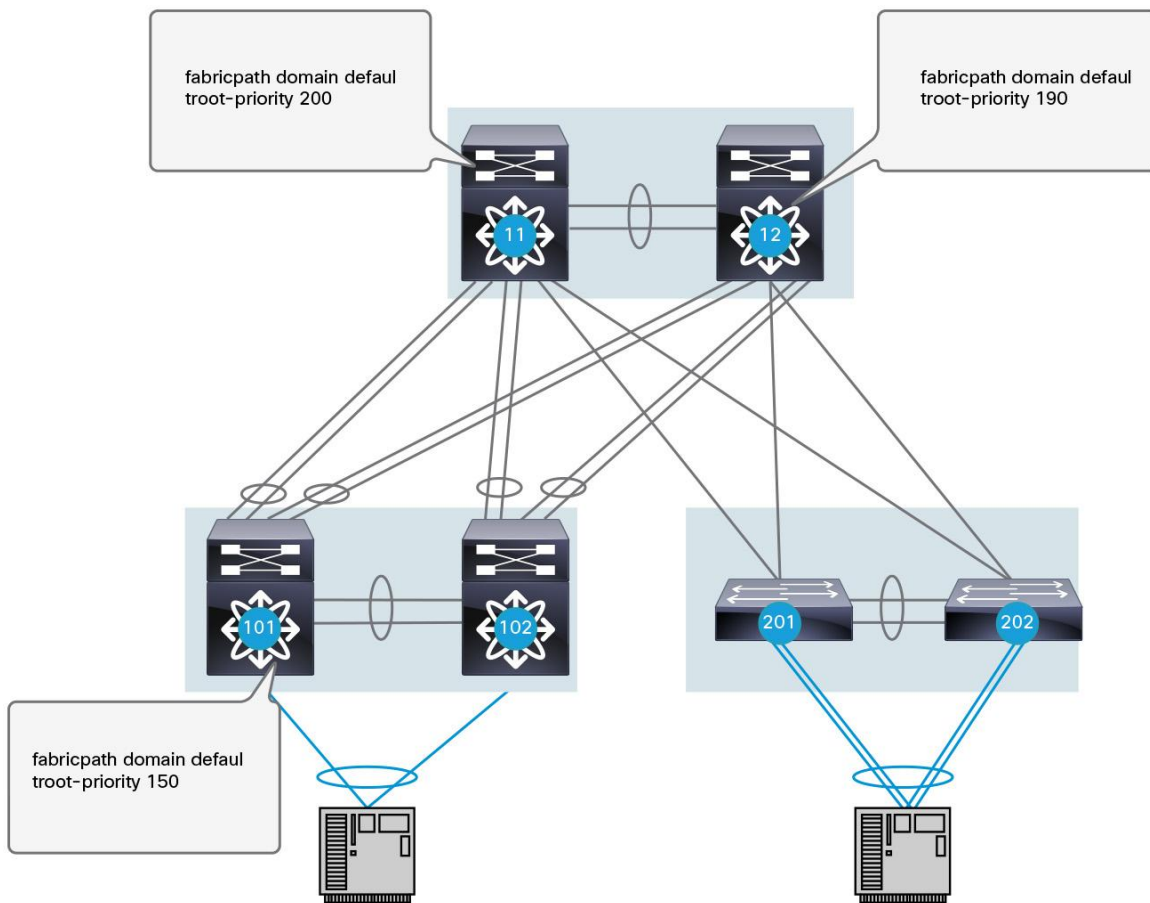 fabricpath domain defaul
troot-priority 200
fabricpath domain defaul
troot-priority 190
11
12
101
102
201
202
fabricpath domain defaul
troot-priority 150